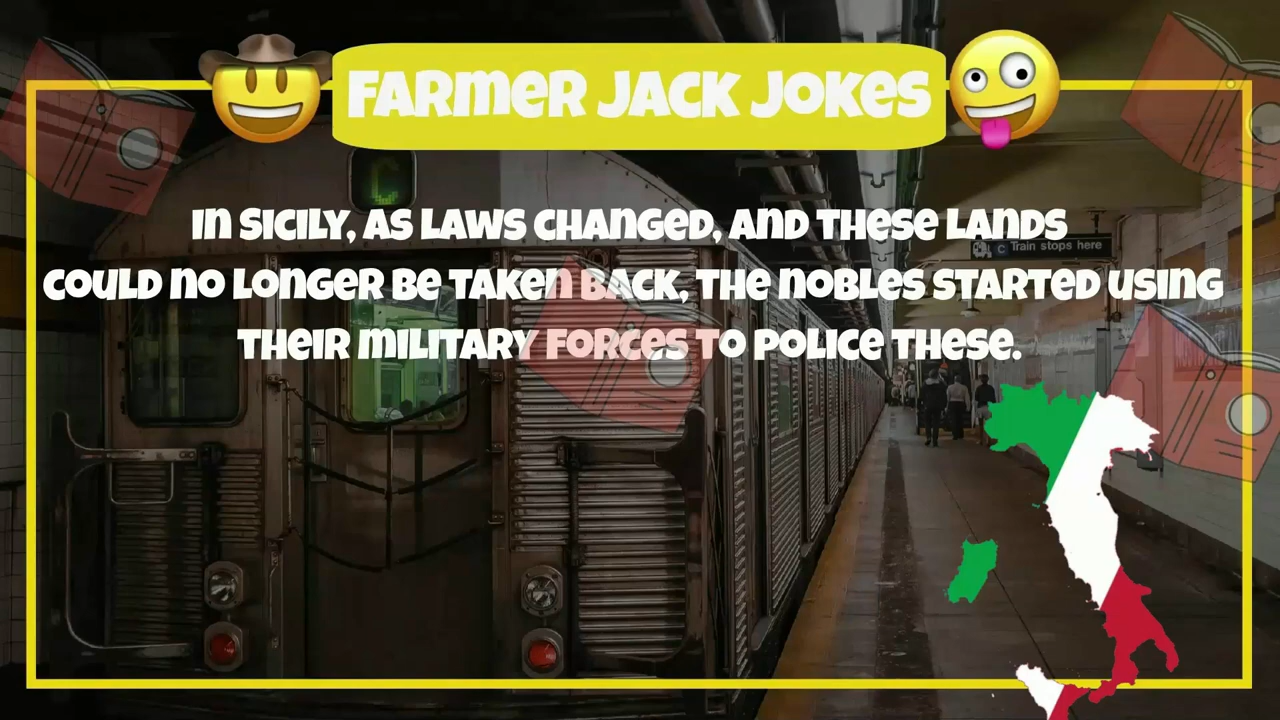 FARMER JACK JOKES
C
C Train stops here
IN SICILY, AS LAWS CHANGED, AND THESE LANDS
COULD NO LONGER BE TAKEN BACK, THE NOBLES STARTED USING
THEIR MILITARY FORCES TO POLICE THESE.